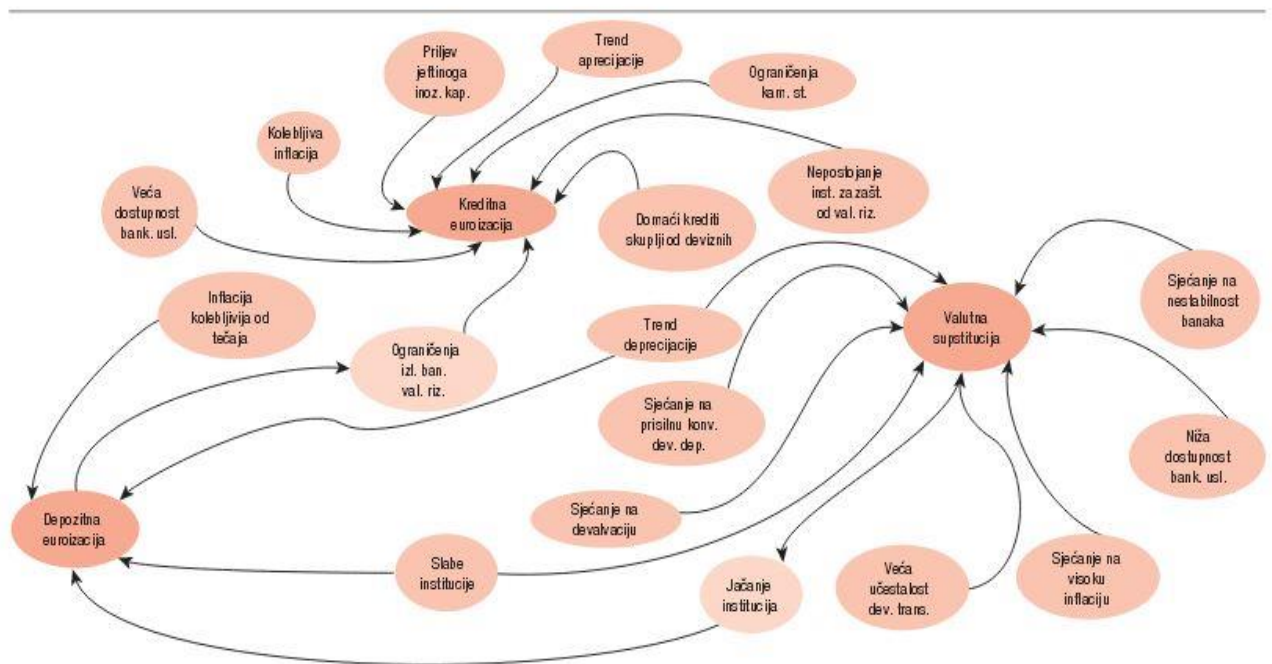 Priljev
jeftinoga
inoz. kap.
Trend
aprecijacije
Ograničenja
kam. st.
Kolebljiva
inflacija
Veća
dostupnost
bank. usl.
Kreditna
euroizacija
Domaći krediti
skuplji od deviznih
Nepostojanje
inst. za zašt.
od val. riz.
Inflacija
kolebljivija od
tečaja
Ograničenja
izl. ban.
val. riz.
Trend
deprecijacije
Valutna
supstitucija
Sjećanje na
nestabilnost
banaka
Sjećanje na
prisilnu konv.
dev. dep.
Niža
dostupnost
bank. usl.
Depozitna
euroizacija
Sjećanje na
devalvaciju
Slabe
institucije
Jačanje
institucija
Veća
učestalost
dev. trans.
Sjećanje na
visoku
inflaciju